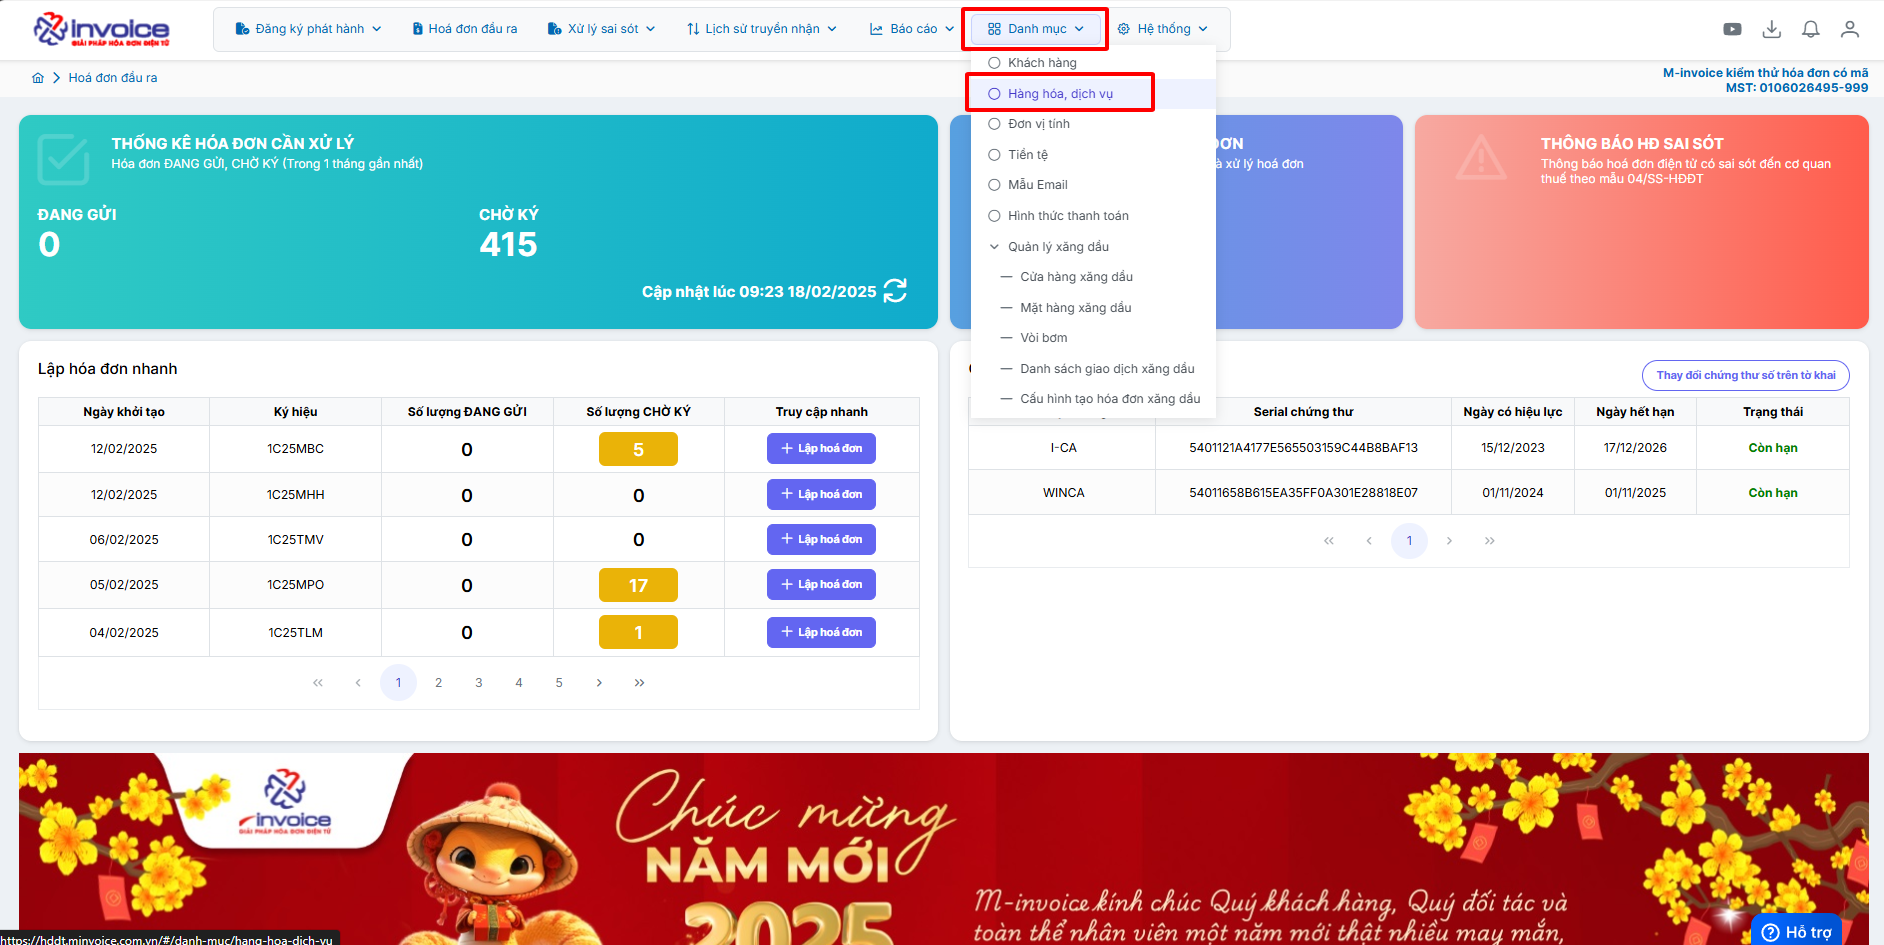 invoice
GIẢI PHÁP HÓA ĐƠN ĐIỆN TỬ
Đăng ký phát hành
Hoá đơn đầu ra
Xử lý sai sót
Lịch sử truyền nhận
Báo cáo
Danh mục
Hệ thống
Hoá đơn đầu ra
M-invoice kiểm thử hóa đơn có mã
MST: 0106026495-999
Khách hàng
Hàng hóa, dịch vụ
Đơn vị tính
Tiền tệ
Mẫu Email
Hình thức thanh toán
Quản lý xăng dầu
Cửa hàng xăng dầu
Mặt hàng xăng dầu
Vòi bơm
Danh sách giao dịch xăng dầu
Cấu hình tạo hóa đơn xăng dầu
THỐNG KÊ HÓA ĐƠN CẦN XỬ LÝ
Hóa đơn ĐANG GỬI, CHỜ KÝ (Trong 1 tháng gần nhất)
ĐANG GỬI
0
CHỜ KÝ
415
Cập nhật lúc 09:23 18/02/2025
ĐƠN
à xử lý hoá đơn
THÔNG BÁO HĐ SAI SÓT
Thông báo hoá đơn điện tử có sai sót đến cơ quan
thuế theo mẫu 04/SS-HĐĐT
Lập hóa đơn nhanh
Ngày khởi tạo Ký hiệu Số lượng ĐANG GỬI Số lượng CHỜ KÝ Truy cập nhanh
12/02/2025 1C25MBC 0 5 + Lập hoá đơn
12/02/2025 1C25MHH 0 0 + Lập hoá đơn
06/02/2025 1C25TMV 0 0 + Lập hoá đơn
05/02/2025 1C25MPO 0 17 + Lập hoá đơn
04/02/2025 1C25TLM 0 1 + Lập hoá đơn
« ‹ 1 2 3 4 5 › »
Thay đổi chứng thư số trên tờ khai
Serial chứng thư Ngày có hiệu lực Ngày hết hạn Trạng thái
I-CA 5401121A4177E565503159C44B8BAF13 15/12/2023 17/12/2026 Còn hạn
WINCA 54011658B615EA35FF0A301E28818E07 01/11/2024 01/11/2025 Còn hạn
« ‹ 1 › »
invoice
GIẢI PHÁP HÓA ĐƠN ĐIỆN TỬ
Chúc mừng
NĂM MỚI
2025
M-invoice kính chúc Quý khách hàng, Quý đối tác và
toàn thể nhân viên một năm mới thật nhiều may mắn,
Hỗ trợ
https://hddt.minvoice.com.vn/#/danh-muc/hang-hoa-dich-vu